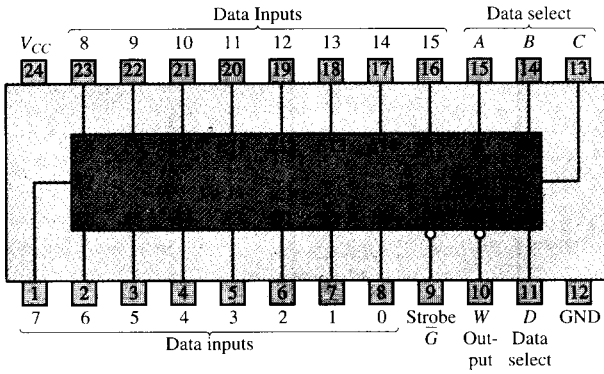 Data Inputs Data select
V_CC 8 9 10 11 12 13 14 15 A B C
24 23 22 21 20 19 18 17 16 15 14 13
1 2 3 4 5 6 7 8 9 10 11 12
7 6 5 4 3 2 1 0 Strobe W D GND
Data inputs G̅ Out- Data
put select